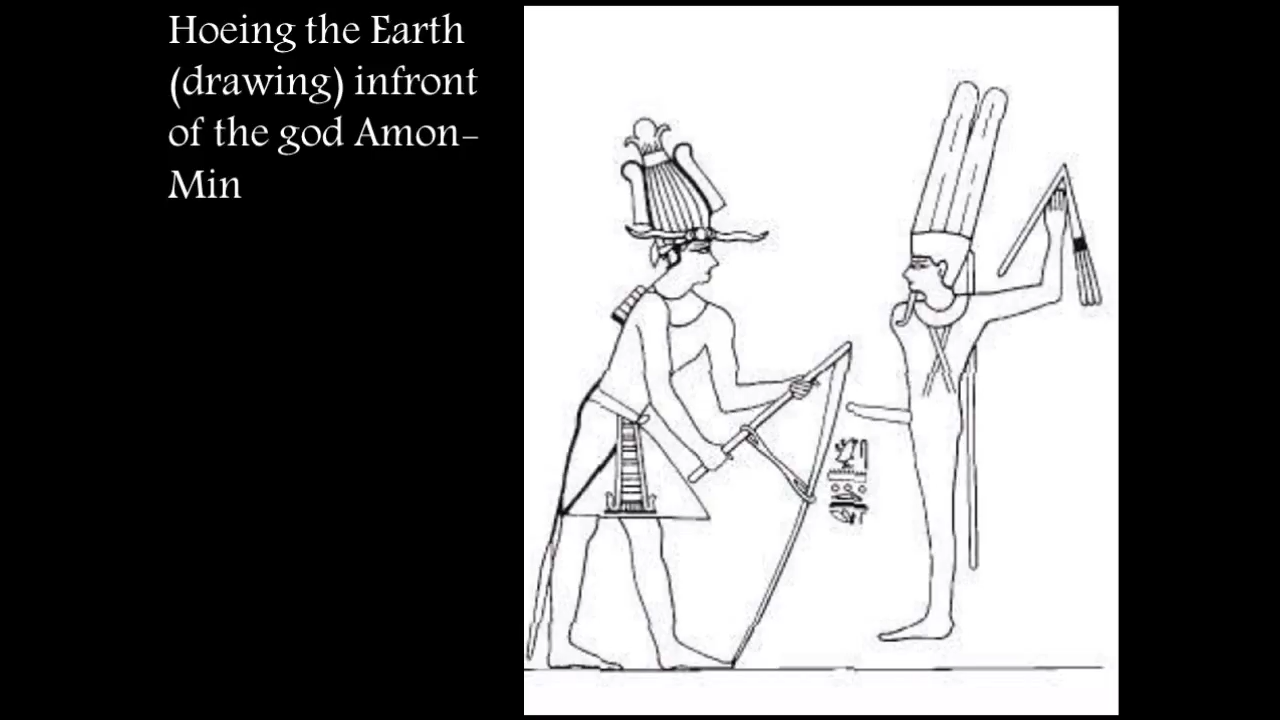 Hoeing the Earth
(drawing) infront
of the god Amon-
Min